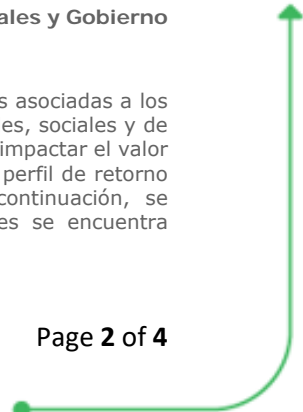 ales y Gobierno
s asociadas a los
es, sociales y de
impactar el valor
perfil de retorno
continuación, se
es se encuentra
Page 2 of 4